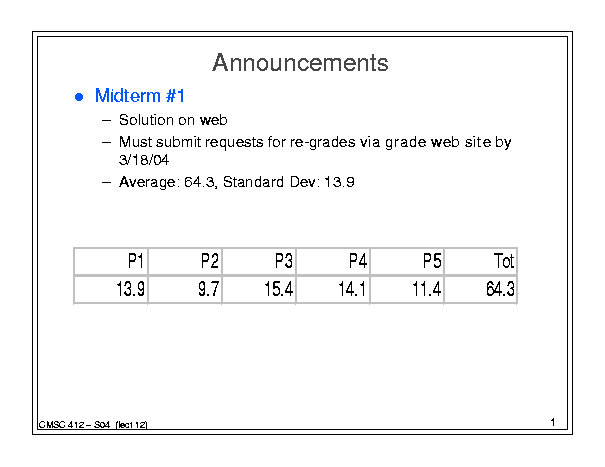 Announcements
● Midterm #1
– Solution on web
– Must submit requests for re-grades via grade web site by
3/18/04
– Average: 64.3, Standard Dev: 13.9
P1 P2 P3 P4 P5 Tot
13.9 9.7 15.4 14.1 11.4 64.3
CMSC 412 – S04 (lect 12)
1